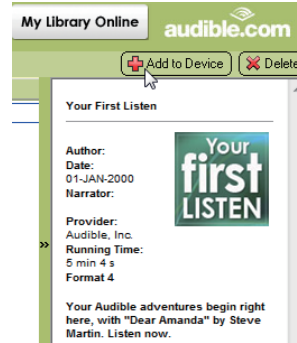 My Library Online
audible.com
Add to Device
Delete
Your First Listen
Your
first
LISTEN
Author:
Date:
01-JAN-2000
Narrator:
Provider:
Audible, Inc.
Running Time:
5 min 4 s
Format 4
»
Your Audible adventures begin right
here, with "Dear Amanda" by Steve
Martin. Listen now.